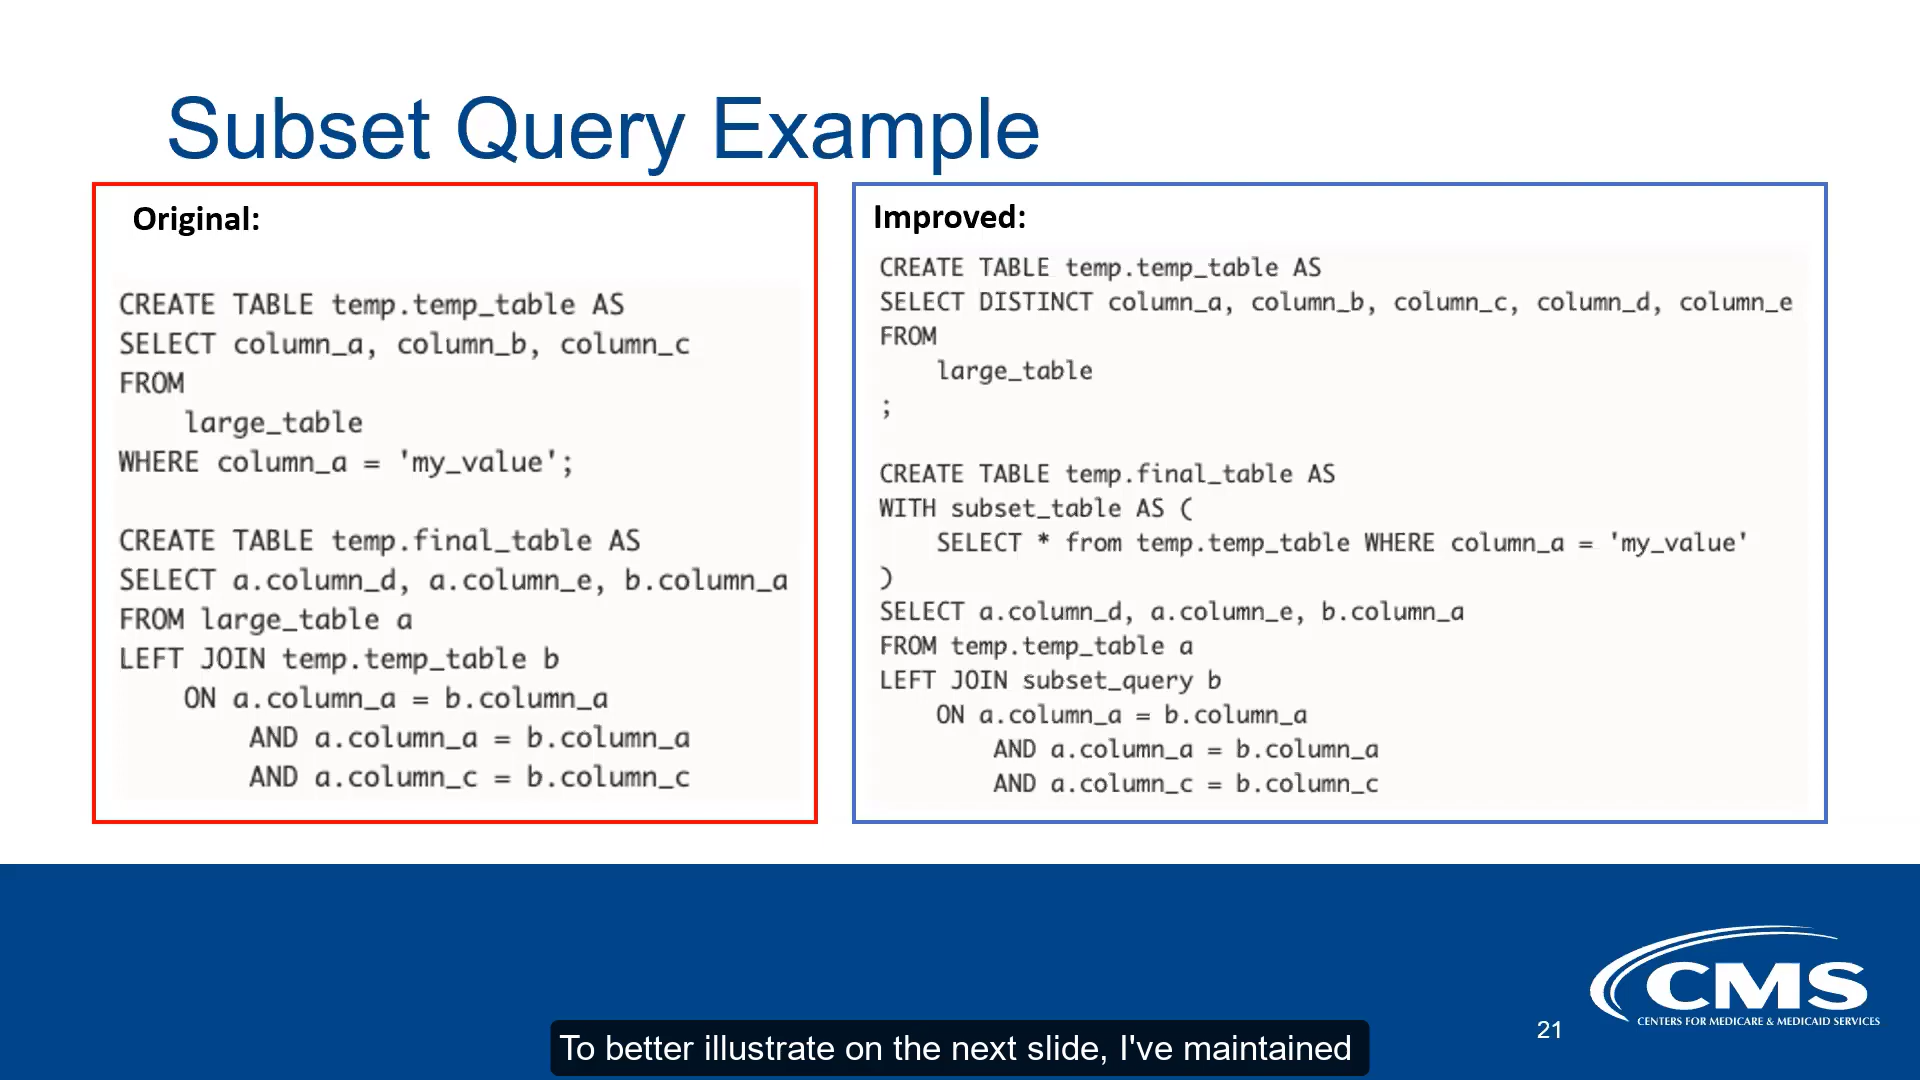 Subset Query Example
Original:
CREATE TABLE temp.temp_table AS
SELECT column_a, column_b, column_c
FROM
large_table
WHERE column_a = 'my_value';
CREATE TABLE temp.final_table AS
SELECT a.column_d, a.column_e, b.column_a
FROM large_table a
LEFT JOIN temp.temp_table b
ON a.column_a = b.column_a
AND a.column_a = b.column_a
AND a.column_c = b.column_c
Improved:
CREATE TABLE temp.temp_table AS
SELECT DISTINCT column_a, column_b, column_c, column_d, column_e
FROM
large_table
;
CREATE TABLE temp.final_table AS
WITH subset_table AS (
SELECT * from temp.temp_table WHERE column_a = 'my_value'
)
SELECT a.column_d, a.column_e, b.column_a
FROM temp.temp_table a
LEFT JOIN subset_query b
ON a.column_a = b.column_a
AND a.column_a = b.column_a
AND a.column_c = b.column_c
CMS
CENTERS FOR MEDICARE & MEDICAID SERVICES
21
To better illustrate on the next slide, I've maintained